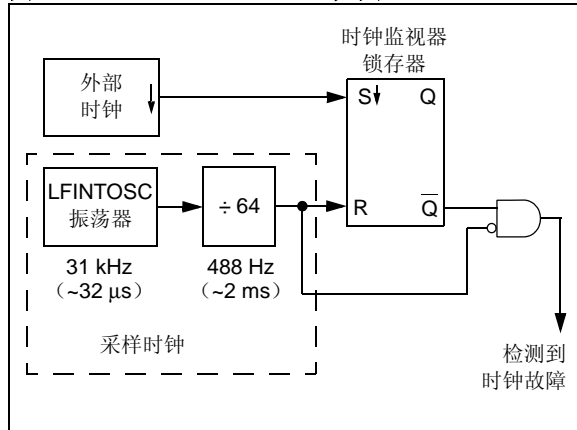 时钟监视器
锁存器
外部
时钟
S Q
LFINTOSC
振荡器
÷ 64
R Q
31 kHz
（~32 μs）
488 Hz
（~2 ms）
采样时钟
检测到
时钟故障